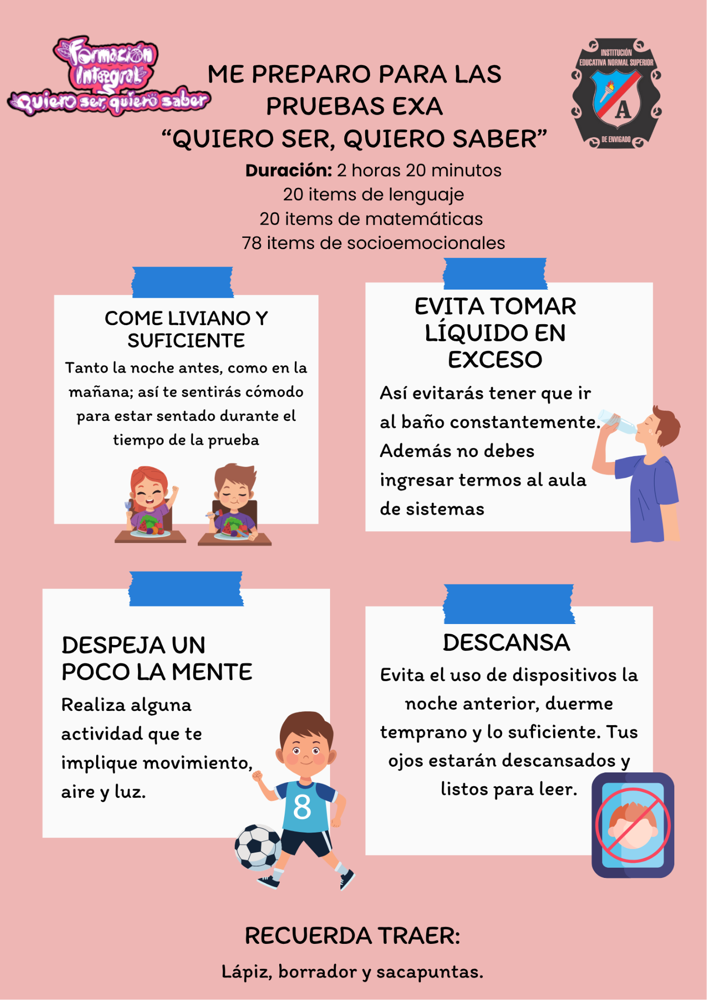 Formación
Integral
Quiero ser, quiero saber
INSTITUCIÓN
EDUCATIVA NORMAL SUPERIOR
A
DE ENVIGADO
ME PREPARO PARA LAS
PRUEBAS EXA
“QUIERO SER, QUIERO SABER”
Duración: 2 horas 20 minutos
20 items de lenguaje
20 items de matemáticas
78 items de socioemocionales
COME LIVIANO Y
SUFICIENTE
Tanto la noche antes, como en la
mañana; así te sentirás cómodo
para estar sentado durante el
tiempo de la prueba
EVITA TOMAR
LÍQUIDO EN
EXCESO
Así evitarás tener que ir
al baño constantemente.
Además no debes
ingresar termos al aula
de sistemas
DESPEJA UN
POCO LA MENTE
Realiza alguna
actividad que te
implique movimiento,
aire y luz.
8
DESCANSA
Evita el uso de dispositivos la
noche anterior, duerme
temprano y lo suficiente. Tus
ojos estarán descansados y
listos para leer.
RECUERDA TRAER:
Lápiz, borrador y sacapuntas.